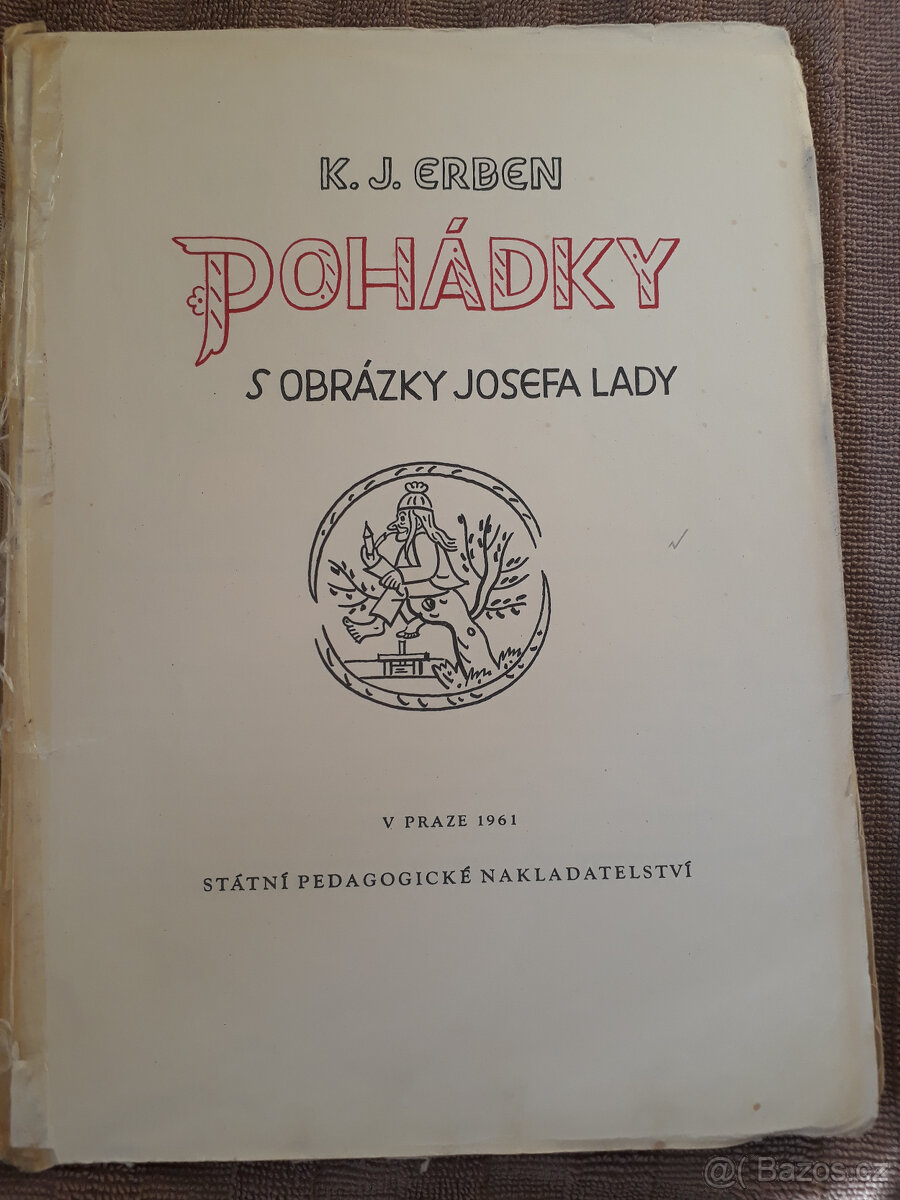 K. J. ERBEN
POHÁDKY
S OBRÁZKY JOSEFA LADY
V PRAZE 1961
STÁTNÍ PEDAGOGICKÉ NAKLADATELSTVÍ
@( Bazos.cz